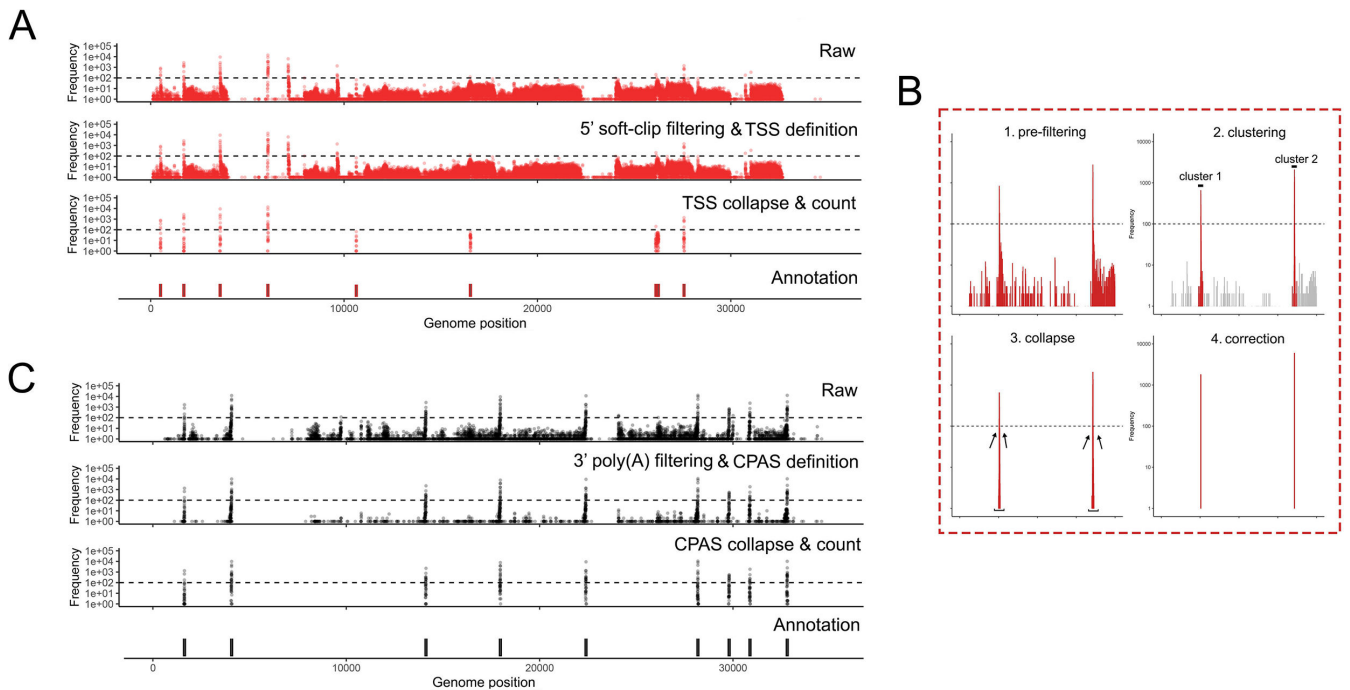 A
Raw
Frequency
1e+05
1e+04
1e+03
1e+02
1e+01
1e+00
5' soft-clip filtering & TSS definition
Frequency
1e+05
1e+04
1e+03
1e+02
1e+01
1e+00
TSS collapse & count
Frequency
1e+05
1e+04
1e+03
1e+02
1e+01
1e+00
Annotation
0 10000 20000 30000
Genome position
B
1. pre-filtering
2. clustering
cluster 1
cluster 2
Frequency
10000
1000
100
10
1
3. collapse
4. correction
Frequency
10000
1000
100
10
1
C
Raw
Frequency
1e+05
1e+04
1e+03
1e+02
1e+01
1e+00
3' poly(A) filtering & CPAS definition
Frequency
1e+05
1e+04
1e+03
1e+02
1e+01
1e+00
CPAS collapse & count
Frequency
1e+05
1e+04
1e+03
1e+02
1e+01
1e+00
Annotation
0 10000 20000 30000
Genome position